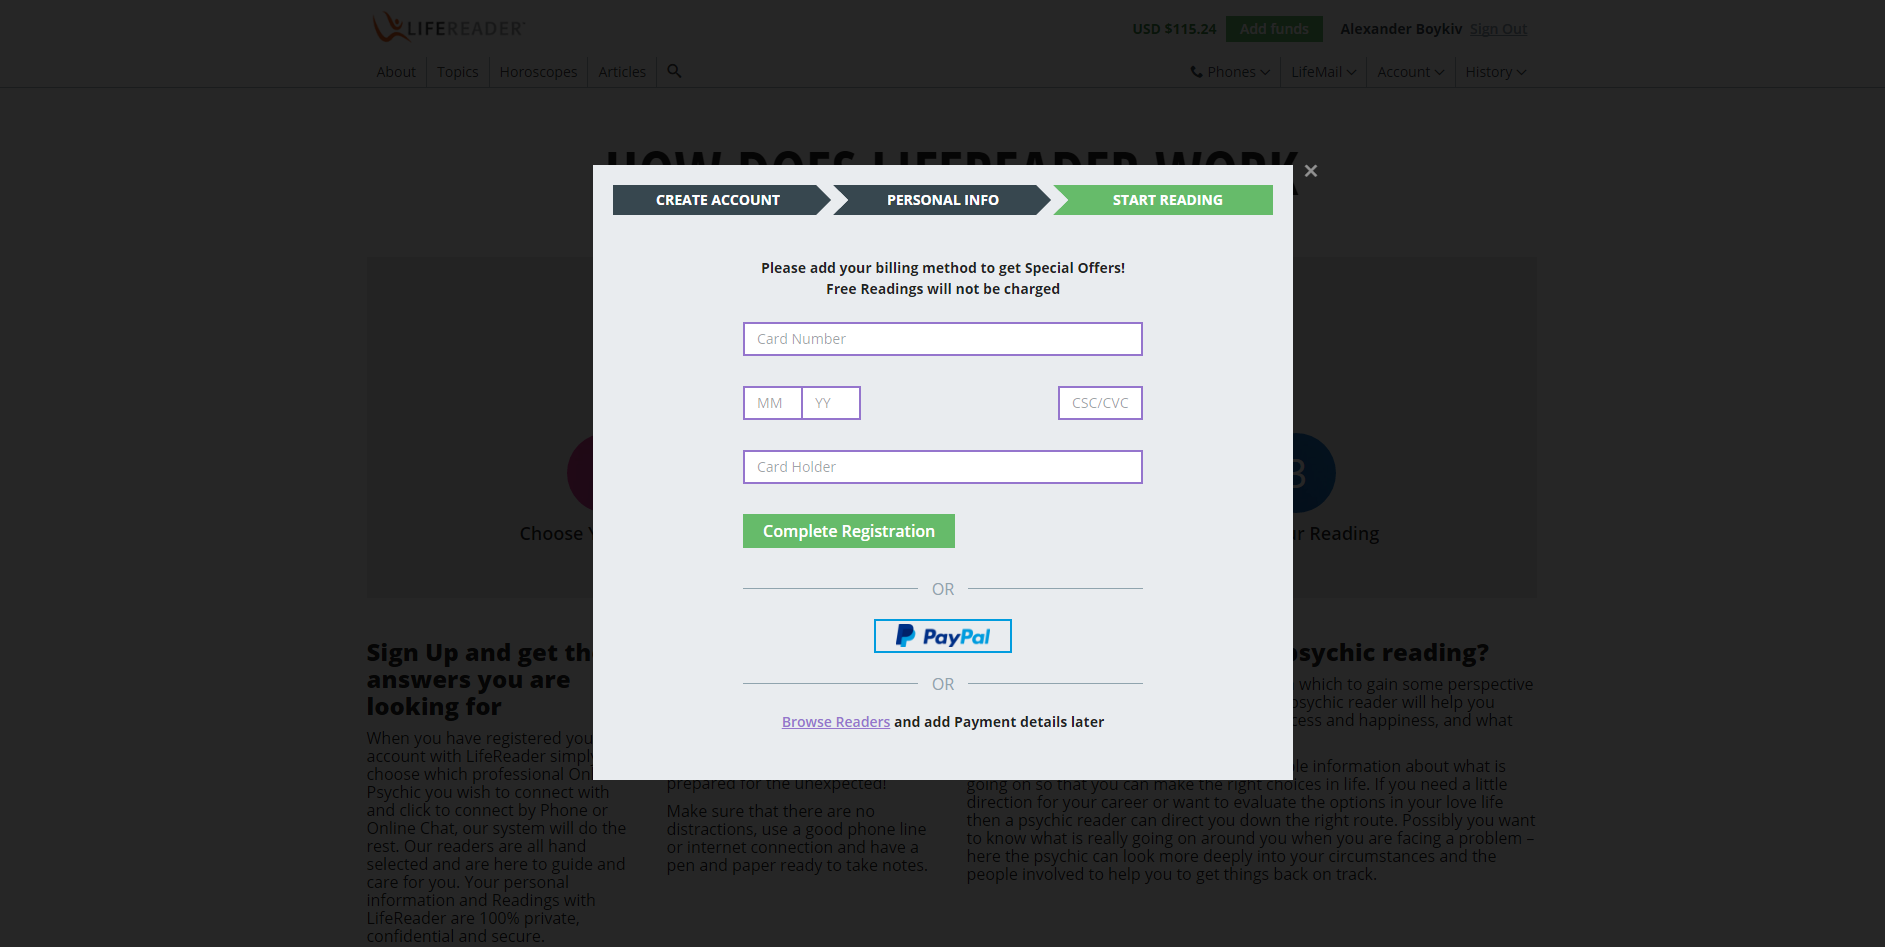 LIFEREADER
USD $115.24
Add funds
Alexander Boykiv
Sign Out
About
Topics
Horoscopes
Articles
Phones
LifeMail
Account
History
HOW DOES LIFEREADER WORK
×
CREATE ACCOUNT
PERSONAL INFO
START READING
Please add your billing method to get Special Offers!
Free Readings will not be charged
Card Number
MM
YY
CSC/CVC
Card Holder
Complete Registration
OR
PayPal
OR
Browse Readers and add Payment details later
Choose
3
Reading
Sign Up and get
answers you are
looking for
When you have registered
account with LifeReader
choose which professional
Psychic you wish to connect with
and click to connect by Phone or
Online Chat, our system will do the
rest. Our readers are all hand
selected and are here to guide and
care for you. Your personal
information and Readings with
LifeReader are 100% private,
confidential and secure.
prepared for the unexpected!
Make sure that there are no
distractions, use a good phone line
or internet connection and have a
pen and paper ready to take notes.
psychic reading?
which to gain some perspective
psychic reader will help you
and happiness, and what
information about what is
going on so that you can make the right choices in life. If you need a little
direction for your career or want to evaluate the options in your love life
then a psychic reader can direct you down the right route. Possibly you want
to know what is really going on around you when you are facing a problem –
here the psychic can look more deeply into your circumstances and the
people involved to help you to get things back on track.